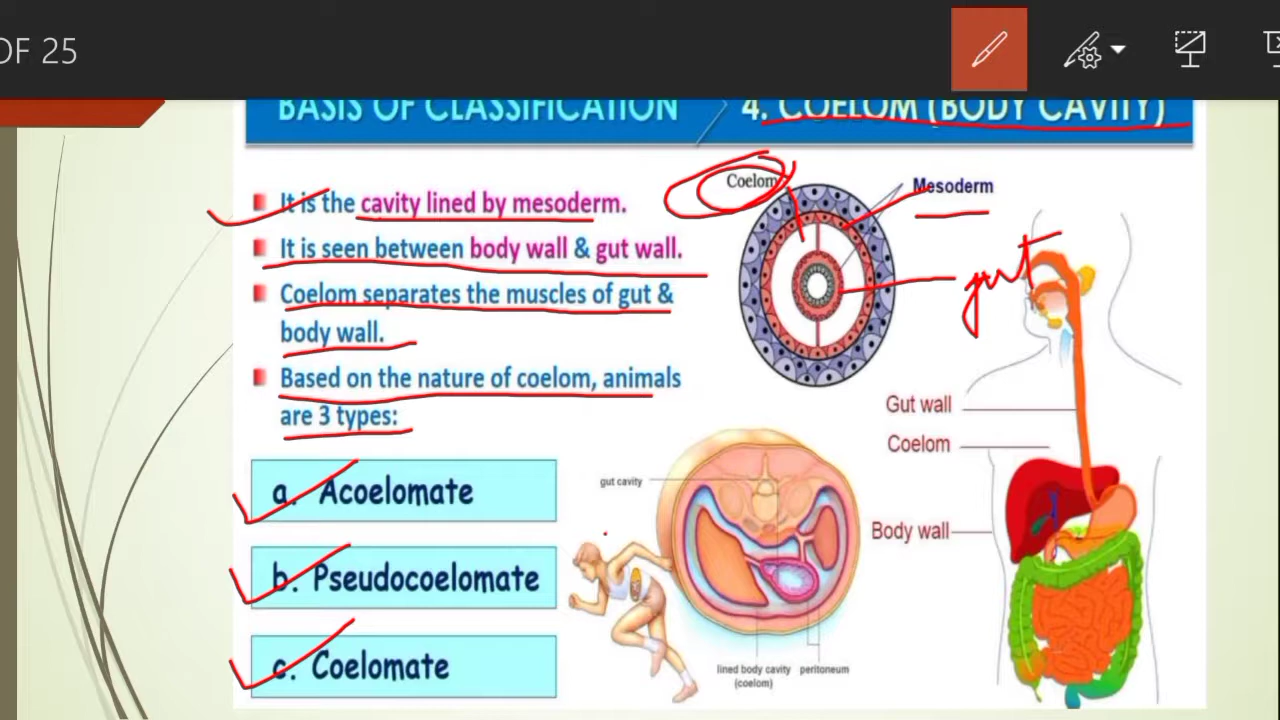 OF 25
BASIS OF CLASSIFICATION
4. COELOM (BODY CAVITY)
It is the cavity lined by mesoderm.
It is seen between body wall & gut wall.
Coelom separates the muscles of gut &
body wall.
Based on the nature of coelom, animals
are 3 types:
a. Acoelomate
b. Pseudocoelomate
c. Coelomate
Coelom
Mesoderm
gut
Gut wall
Coelom
Body wall
gut cavity
lined body cavity
(coelom)
peritoneum